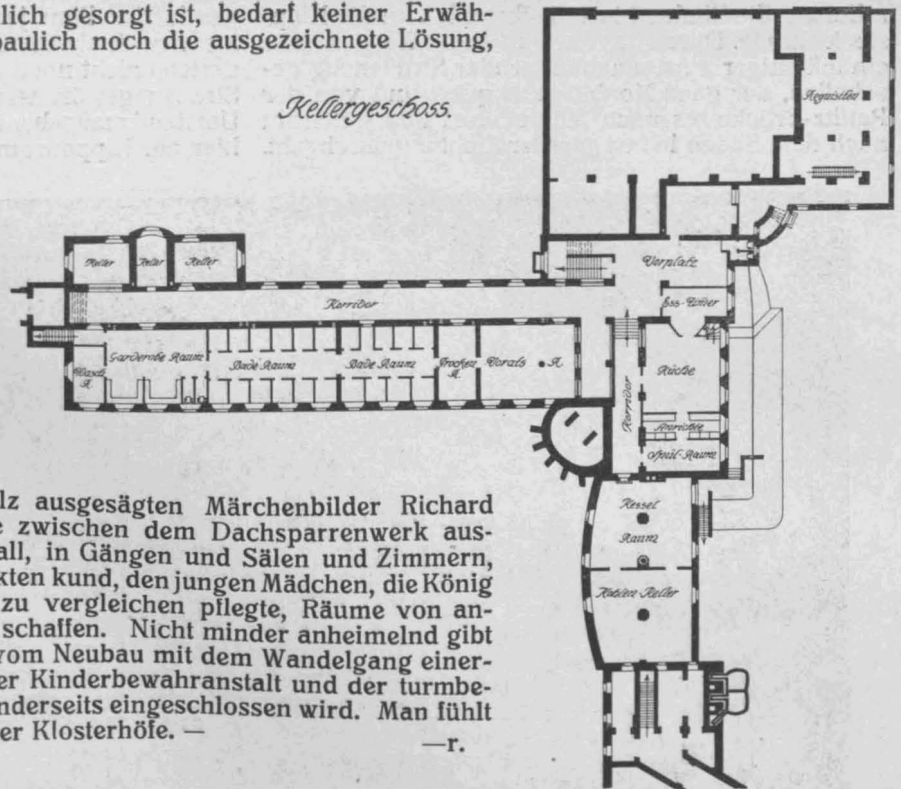 lich gesorgt ist, bedarf keiner Erwäh-
paulich noch die ausgezeichnete Lösung,
Kellergeschoss.
Requisiten
Keller
Keller
Keller
Vorplatz
Korridor
Garderobe Raum
Wasch
R
Bade Raum
Bade Raum
Trocken
R
Vorats
R
Küche
Korridor
Anrichte
Spül-Raum
Kessel
Raum
Kohlen-Keller
lz ausgesägten Märchenbilder Richard
e zwischen dem Dachsparrenwerk aus-
all, in Gängen und Sälen und Zimmern,
kten kund, den jungen Mädchen, die König
zu vergleichen pflegte, Räume von an-
schaffen. Nicht minder anheimelnd gibt
vom Neubau mit dem Wandelgang einer-
er Kinderbewahranstalt und der turmbe-
nderseits eingeschlossen wird. Man fühlt
er Klosterhöfe. —
—r.